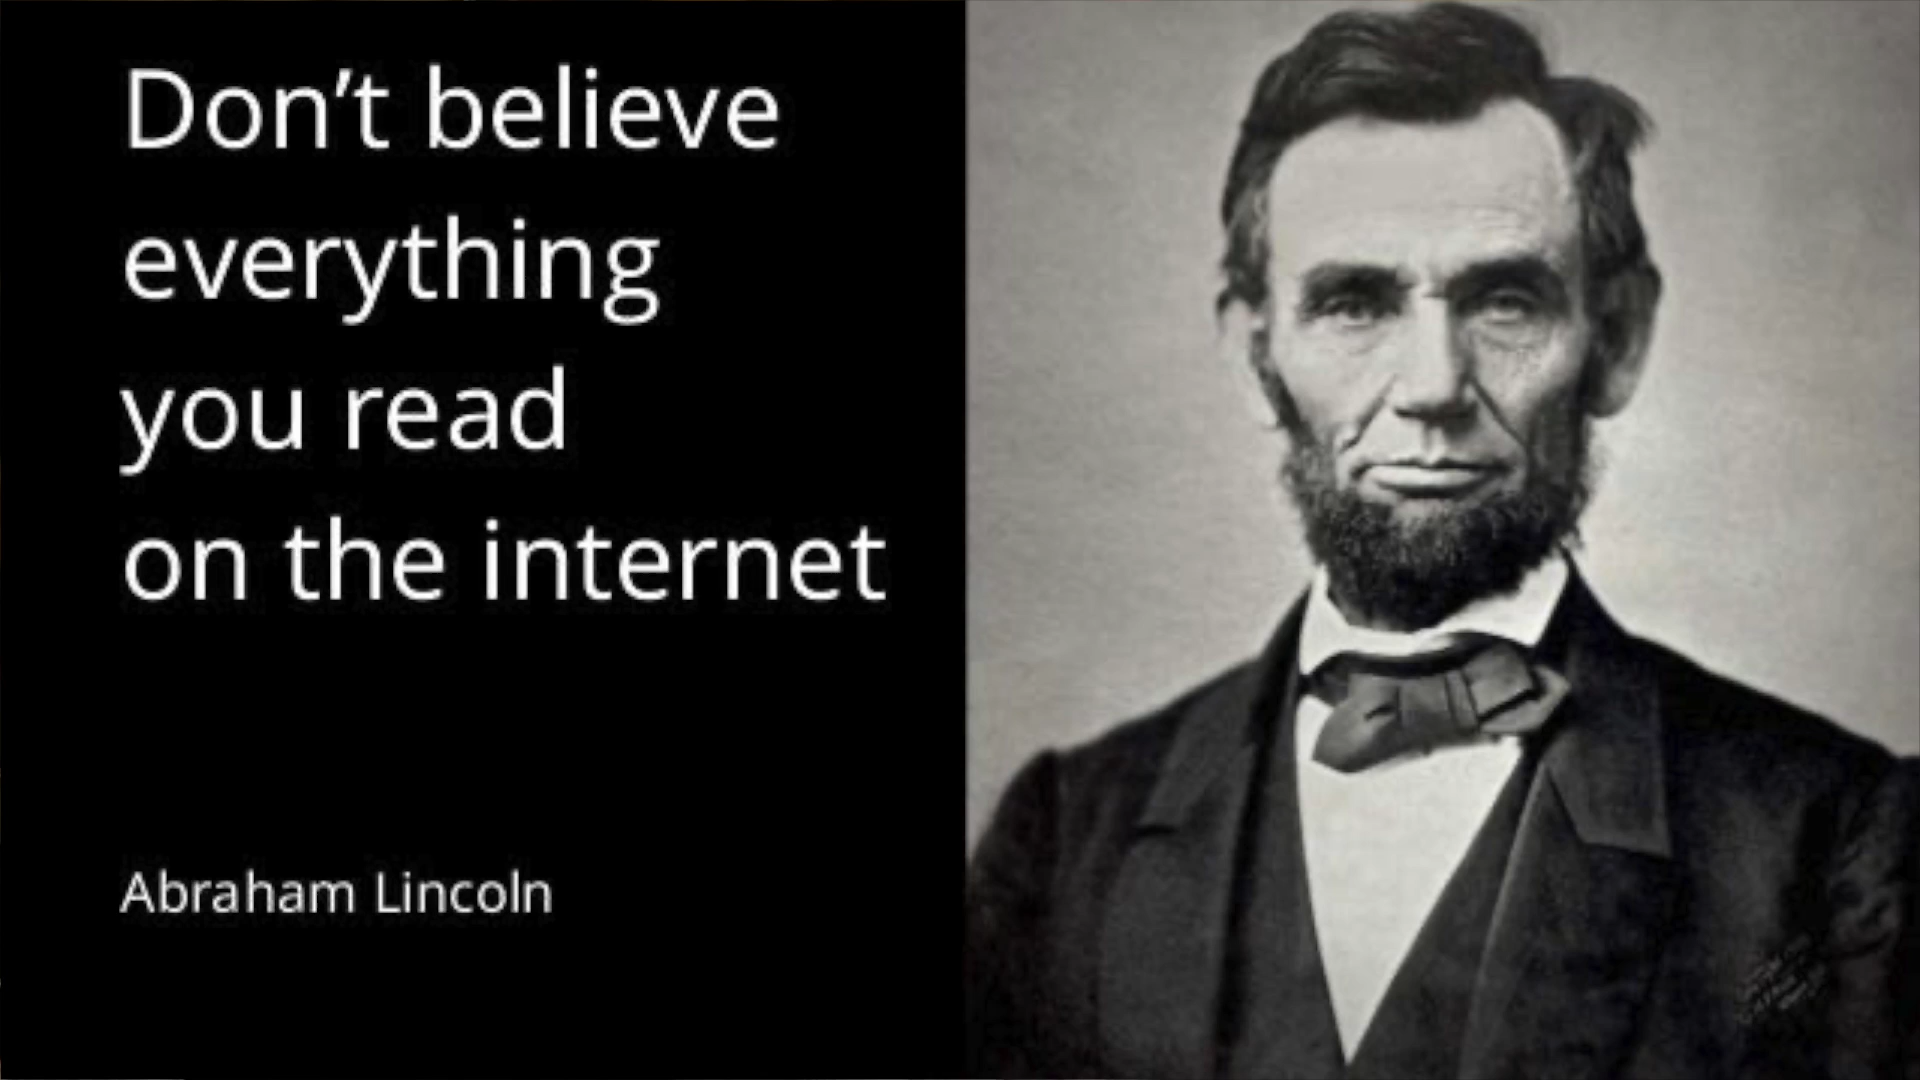 Don’t believe
everything
you read
on the internet
Abraham Lincoln